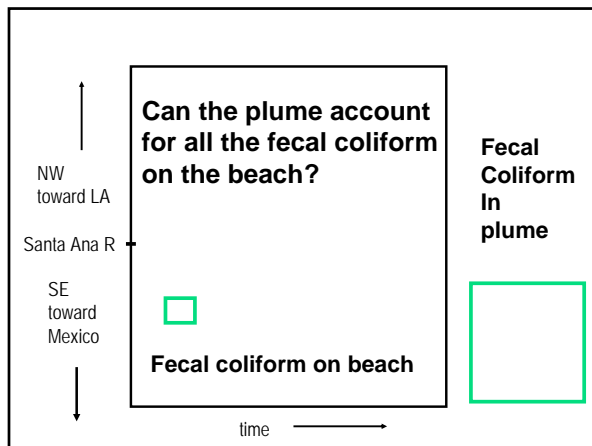 Can the plume account
for all the fecal coliform
on the beach?
Fecal
Coliform
In
plume
NW
toward LA
Santa Ana R
SE
toward
Mexico
Fecal coliform on beach
time